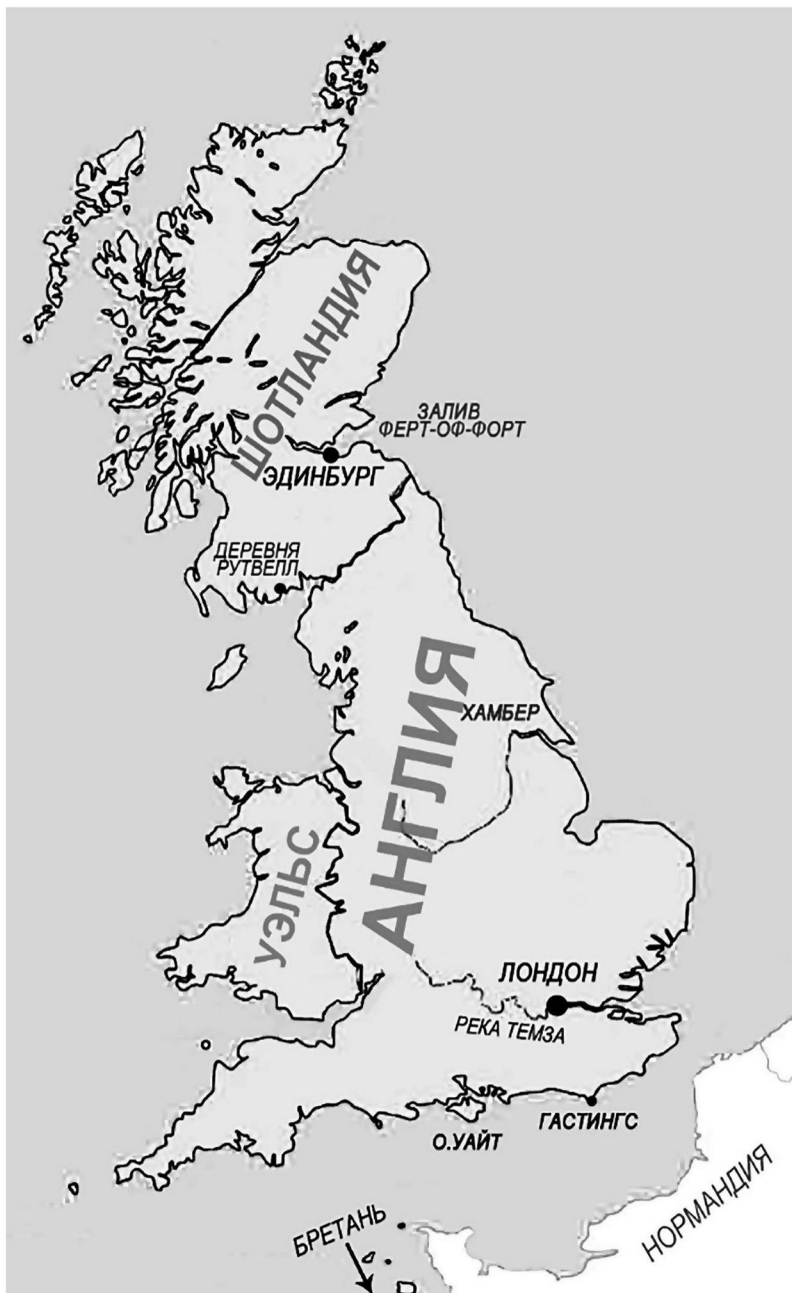 ШОТЛАНДИЯ
ЗАЛИВ
ФЕРТ-ОФ-ФОРТ
ЭДИНБУРГ
ДЕРЕВНЯ
РУТВЕЛЛ
АНГЛИЯ
ХАМБЕР
УЭЛЬС
ЛОНДОН
РЕКА ТЕМЗА
ГАСТИНГС
О.УАЙТ
НОРМАНДИЯ
БРЕТАНЬ